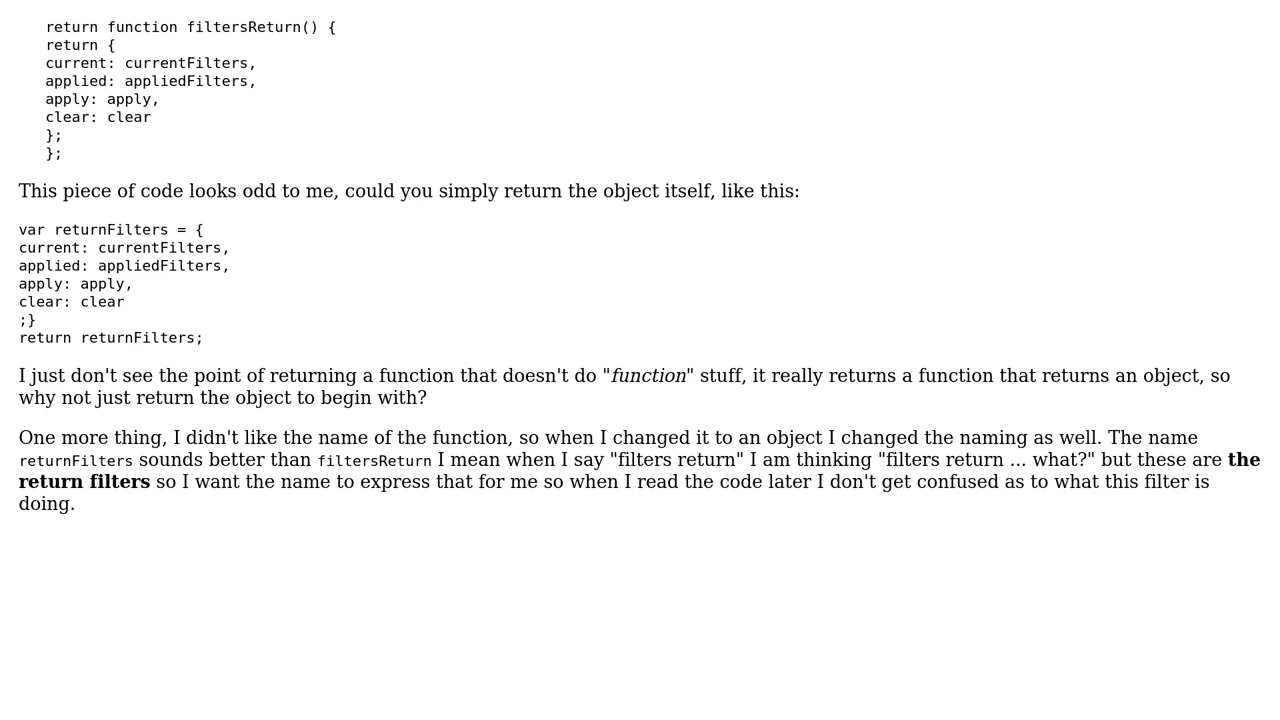 return function filtersReturn() {
return {
current: currentFilters,
applied: appliedFilters,
apply: apply,
clear: clear
};
};
This piece of code looks odd to me, could you simply return the object itself, like this:
var returnFilters = {
current: currentFilters,
applied: appliedFilters,
apply: apply,
clear: clear
;}
return returnFilters;
I just don't see the point of returning a function that doesn't do "function" stuff, it really returns a function that returns an object, so
why not just return the object to begin with?
One more thing, I didn't like the name of the function, so when I changed it to an object I changed the naming as well. The name
returnFilters sounds better than filtersReturn I mean when I say "filters return" I am thinking "filters return ... what?" but these are the
return filters so I want the name to express that for me so when I read the code later I don't get confused as to what this filter is
doing.